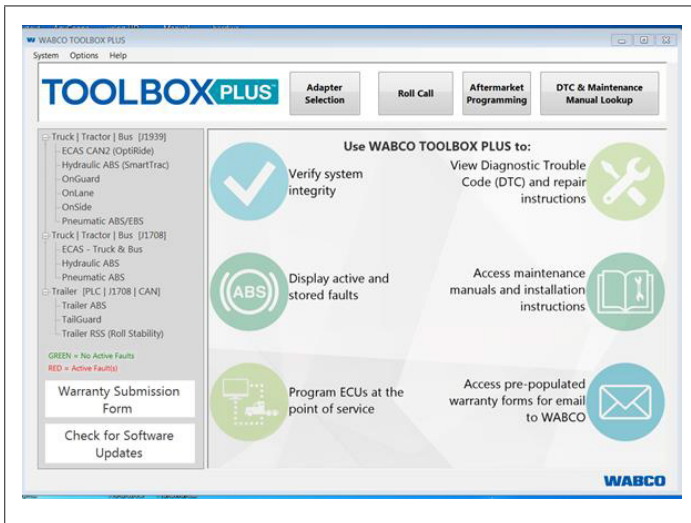 WABCO TOOLBOX PLUS
System Options Help
TOOLBOX PLUS™
Adapter
Selection
Roll Call
Aftermarket
Programming
DTC & Maintenance
Manual Lookup
Truck | Tractor | Bus [J1939]
ECAS CAN2 (OptiRide)
Hydraulic ABS (SmartTrac)
OnGuard
OnLane
OnSide
Pneumatic ABS/EBS
Truck | Tractor | Bus [J1708]
ECAS - Truck & Bus
Hydraulic ABS
Pneumatic ABS
Trailer [PLC | J1708 | CAN]
Trailer ABS
TailGuard
Trailer RSS (Roll Stability)
GREEN = No Active Faults
RED = Active Fault(s)
Warranty Submission
Form
Check for Software
Updates
Use WABCO TOOLBOX PLUS to:
Verify system
integrity
View Diagnostic Trouble
Code (DTC) and repair
instructions
ABS
Display active and
stored faults
Access maintenance
manuals and installation
instructions
Program ECUs at the
point of service
Access pre-populated
warranty forms for email
to WABCO
WABCO